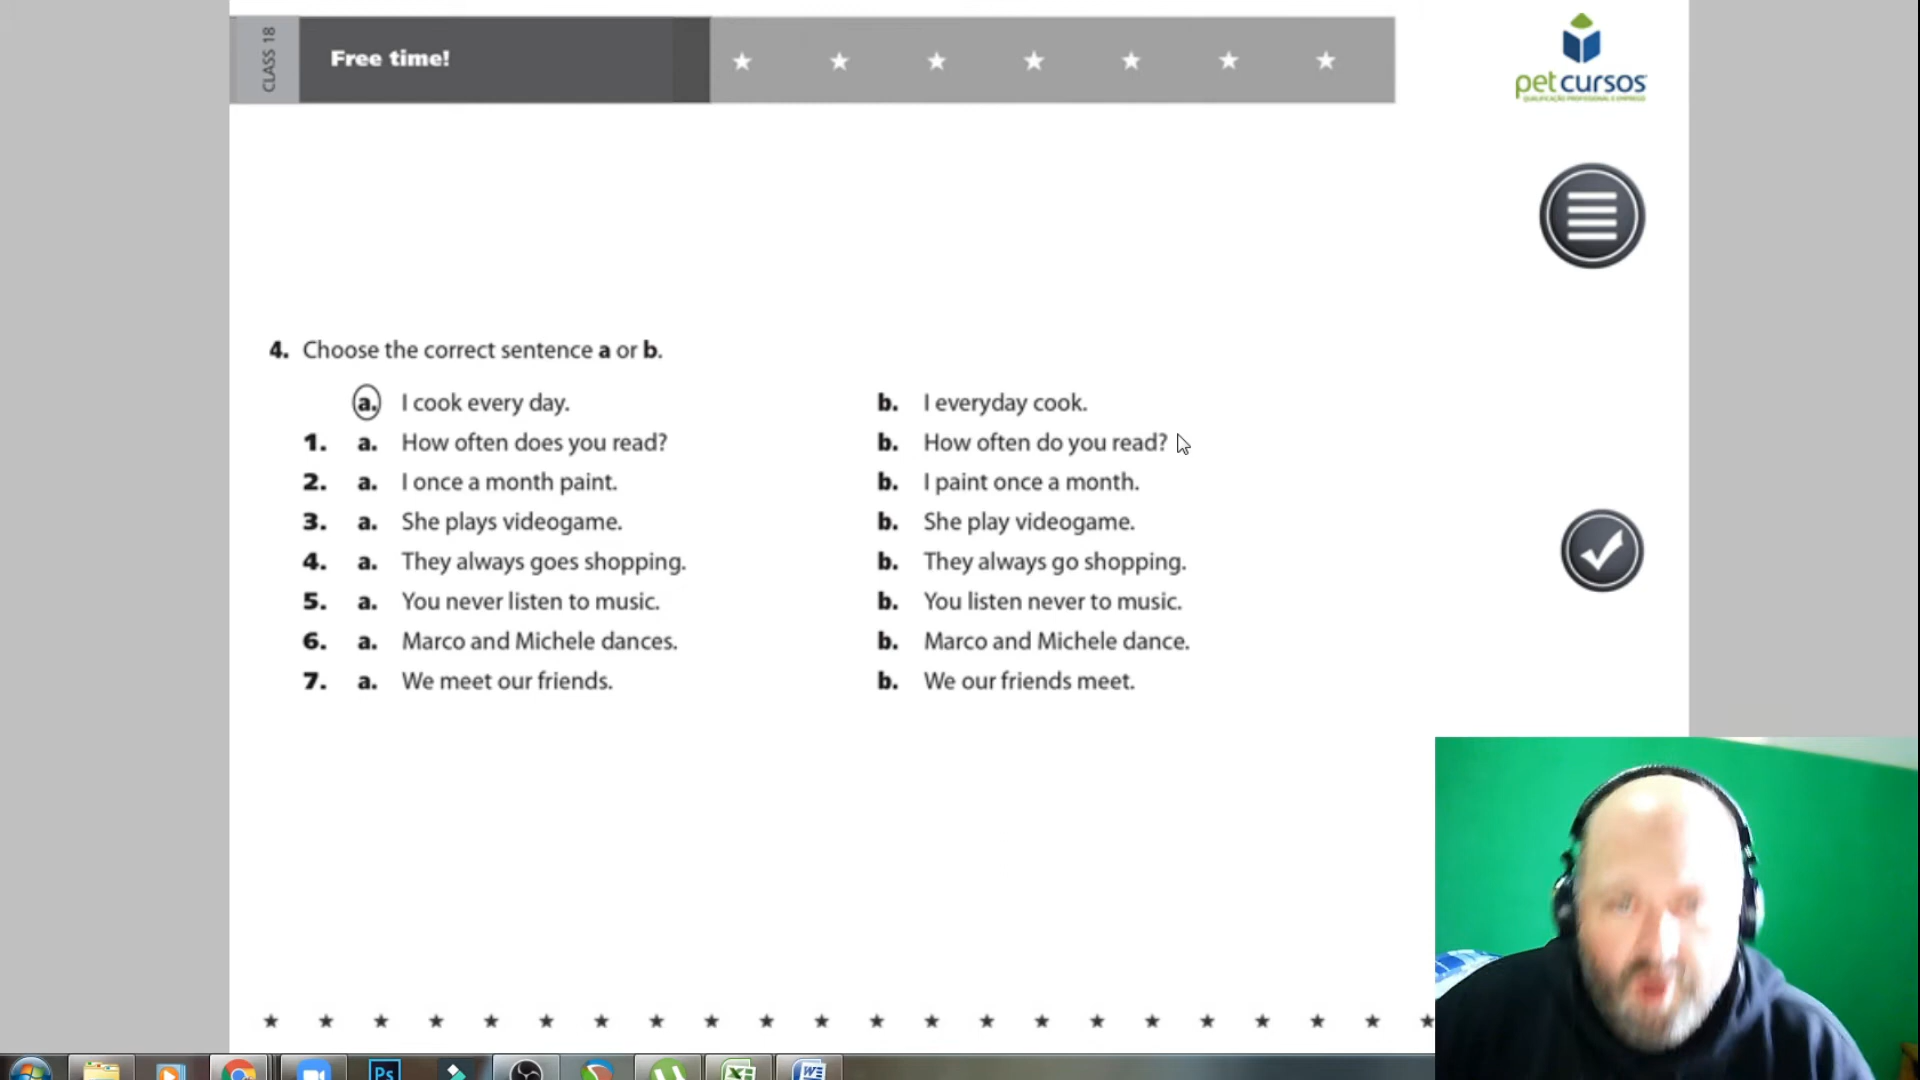 CLASS 18
Free time!
pet cursos
QUALIFICAÇÃO PROFISSIONAL E EMPREGO
4. Choose the correct sentence a or b.
a. I cook every day. b. I everyday cook.
1. a. How often does you read? b. How often do you read?
2. a. I once a month paint. b. I paint once a month.
3. a. She plays videogame. b. She play videogame.
4. a. They always goes shopping. b. They always go shopping.
5. a. You never listen to music. b. You listen never to music.
6. a. Marco and Michele dances. b. Marco and Michele dance.
7. a. We meet our friends. b. We our friends meet.
Ps